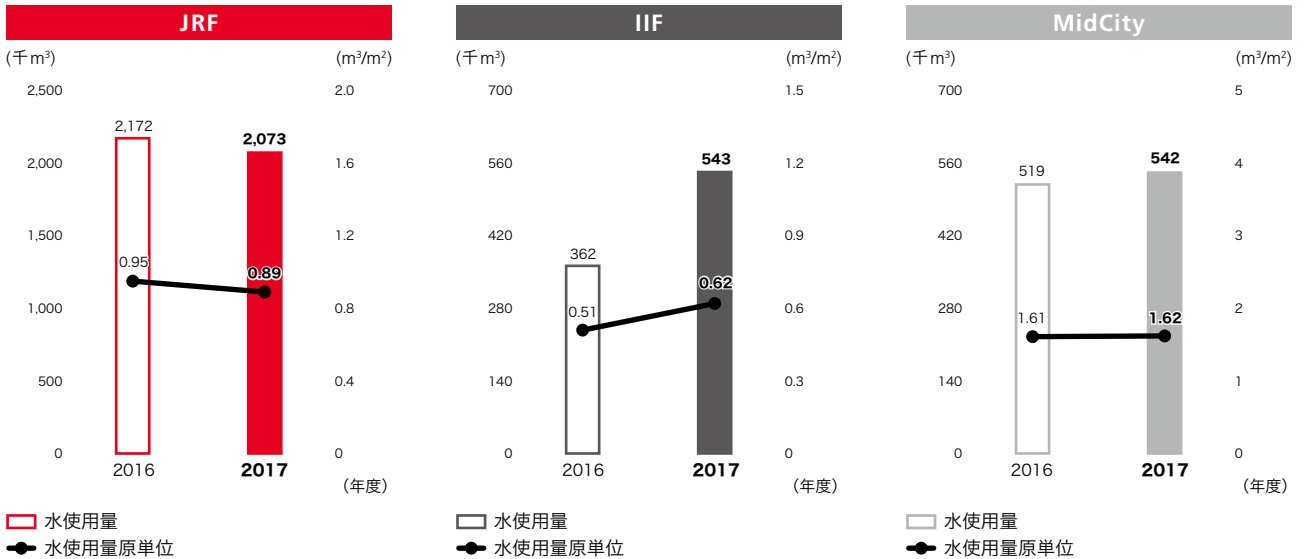 JRF
(千m³) (m³/m²)
2,500 2.0
2,172
2,073
2,000 1.6
1,500 1.2
0.95 0.89
1,000 0.8
500 0.4
0 0
2016 2017
（年度）
水使用量
水使用量原単位
IIF
(千m³) (m³/m²)
700 1.5
543
560 1.2
420 0.9
362
0.62
0.51
280 0.6
140 0.3
0 0
2016 2017
（年度）
水使用量
水使用量原単位
MidCity
(千m³) (m³/m²)
700 5
542
560 4
519
420 3
1.61 1.62
280 2
140 1
0 0
2016 2017
（年度）
水使用量
水使用量原単位